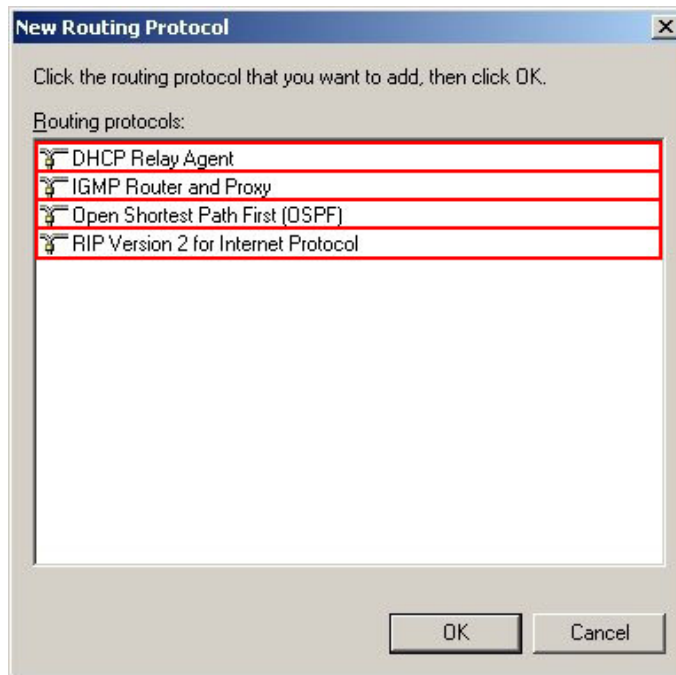 New Routing Protocol
Click the routing protocol that you want to add, then click OK.
Routing protocols:
DHCP Relay Agent
IGMP Router and Proxy
Open Shortest Path First (OSPF)
RIP Version 2 for Internet Protocol
OK
Cancel